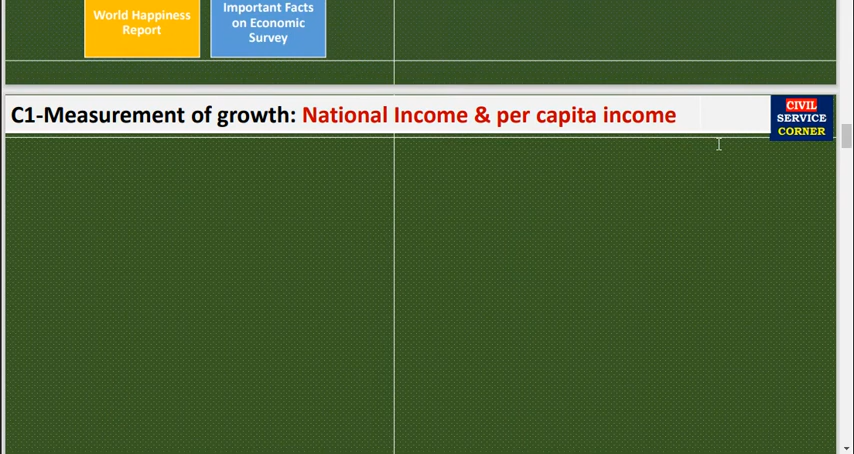 World Happiness
Report
Important Facts
on Economic
Survey
C1-Measurement of growth: National Income & per capita income
CIVIL
SERVICE
CORNER